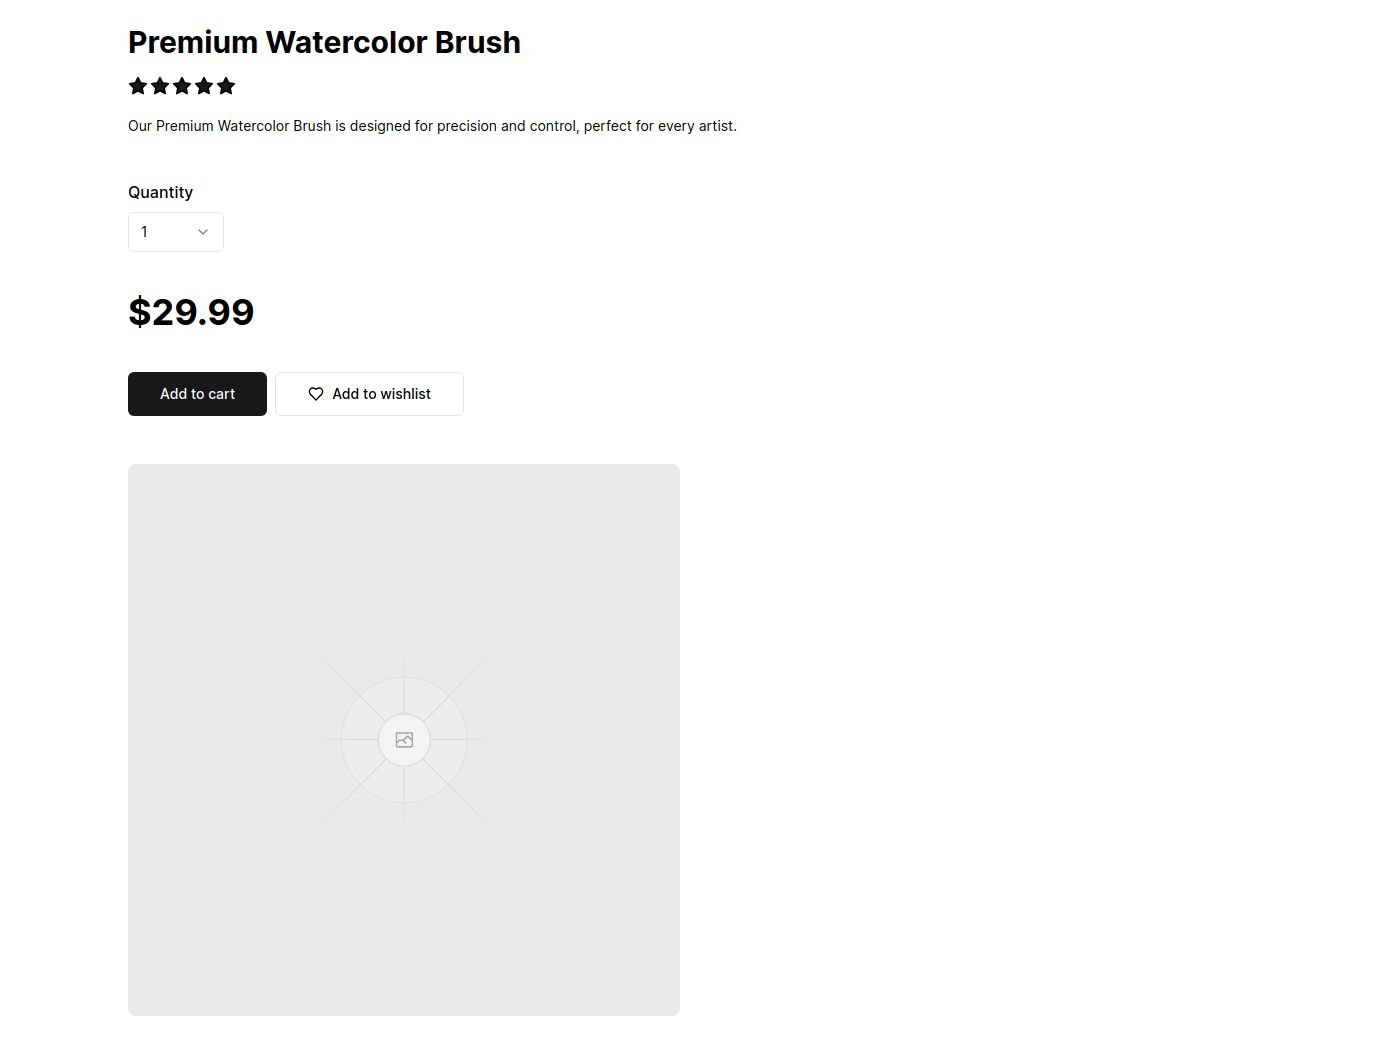 Premium Watercolor Brush
Our Premium Watercolor Brush is designed for precision and control, perfect for every artist.
Quantity
1
$29.99
Add to cart
Add to wishlist